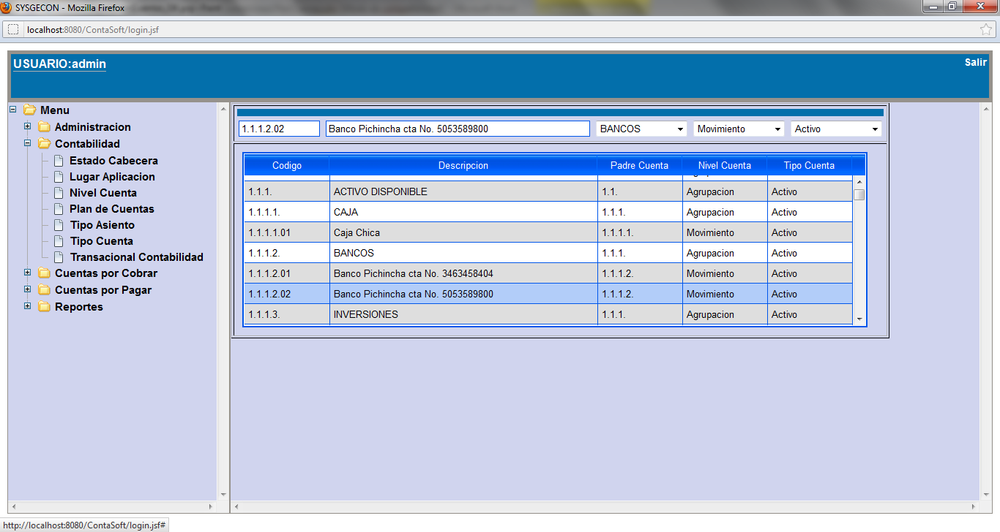 SYSGECON - Mozilla Firefox
localhost:8080/ContaSoft/login.jsf
USUARIO:admin
Salir
Menu
Administracion
Contabilidad
Estado Cabecera
Lugar Aplicacion
Nivel Cuenta
Plan de Cuentas
Tipo Asiento
Tipo Cuenta
Transacional Contabilidad
Cuentas por Cobrar
Cuentas por Pagar
Reportes
1.1.1.2.02 Banco Pichincha cta No. 5053589800 BANCOS Movimiento Activo
Codigo Descripcion Padre Cuenta Nivel Cuenta Tipo Cuenta
1.1.1. ACTIVO DISPONIBLE 1.1. Agrupacion Activo
1.1.1.1. CAJA 1.1.1. Agrupacion Activo
1.1.1.1.01 Caja Chica 1.1.1.1. Movimiento Activo
1.1.1.2. BANCOS 1.1.1. Agrupacion Activo
1.1.1.2.01 Banco Pichincha cta No. 3463458404 1.1.1.2. Movimiento Activo
1.1.1.2.02 Banco Pichincha cta No. 5053589800 1.1.1.2. Movimiento Activo
1.1.1.3. INVERSIONES 1.1.1. Agrupacion Activo
http://localhost:8080/ContaSoft/login.jsf#